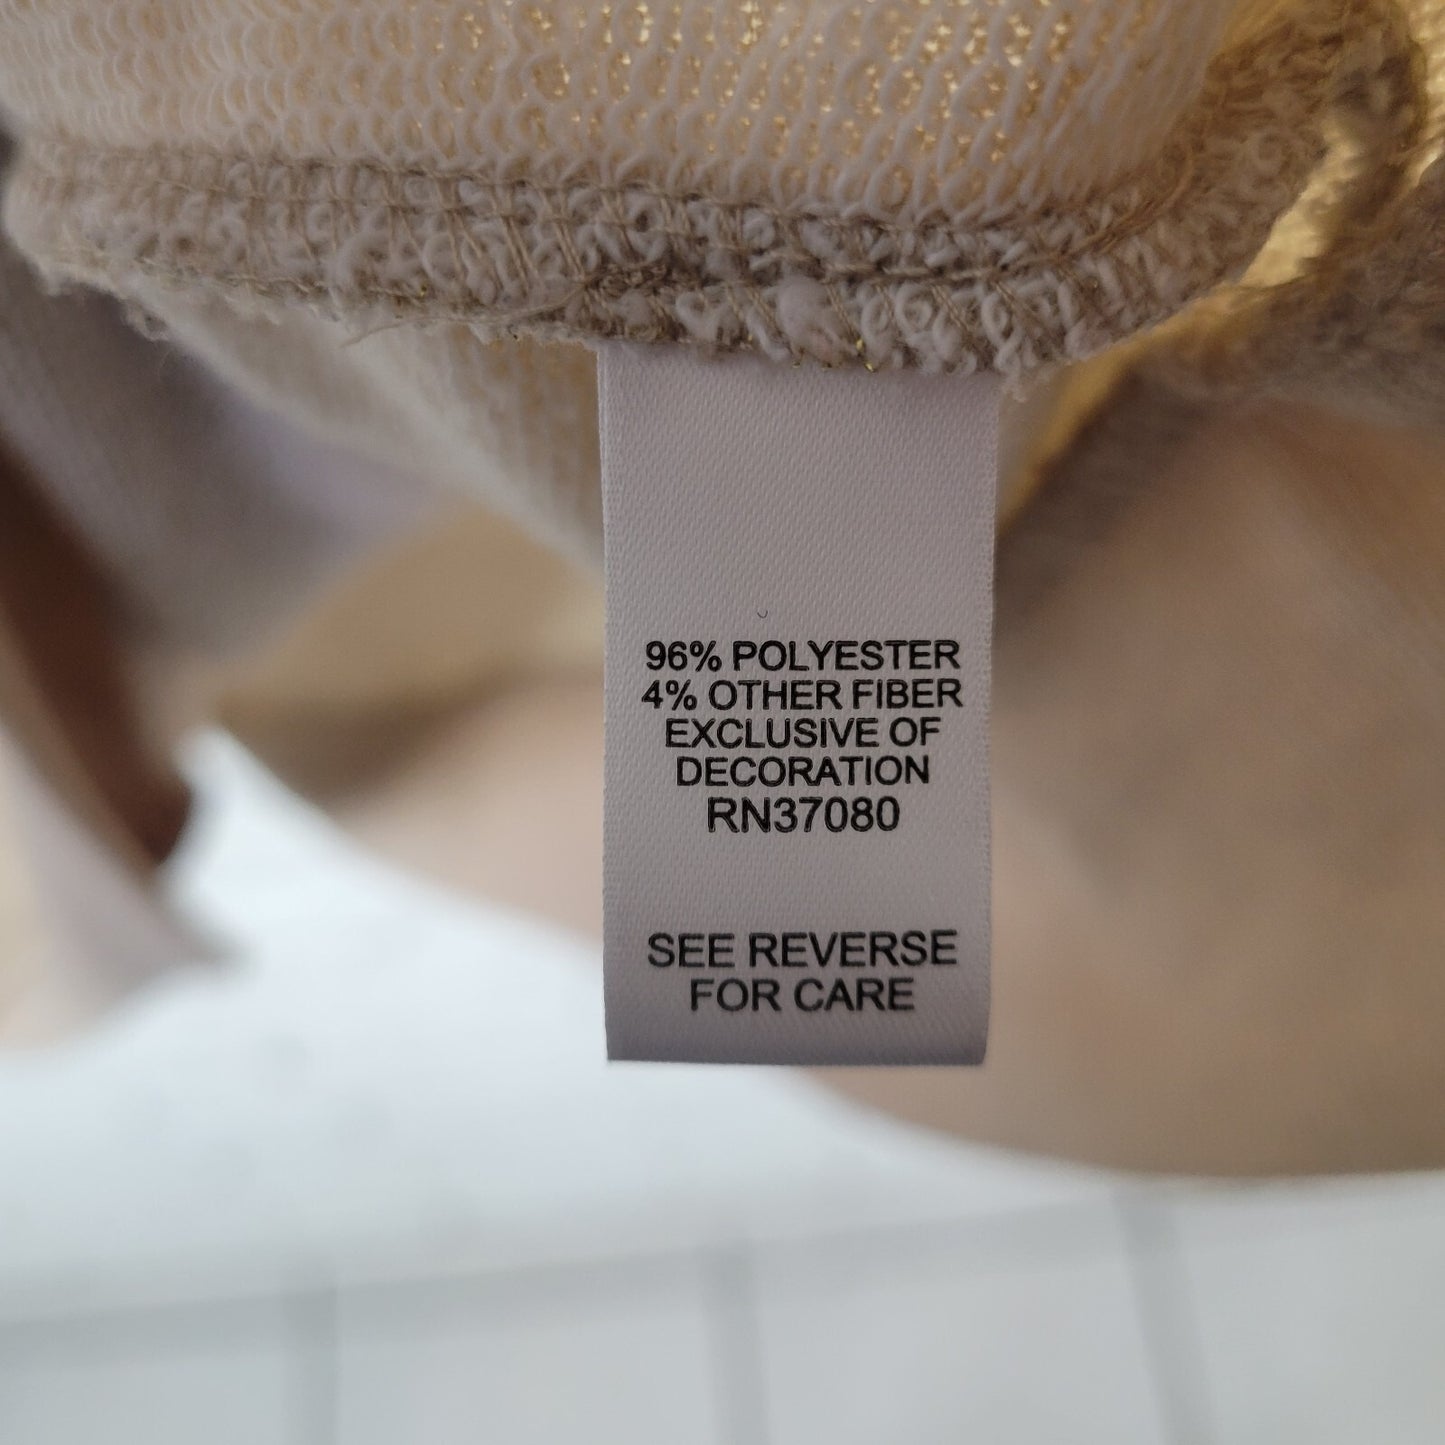 96% POLYESTER
4% OTHER FIBER
EXCLUSIVE OF
DECORATION
RN37080
SEE REVERSE
FOR CARE